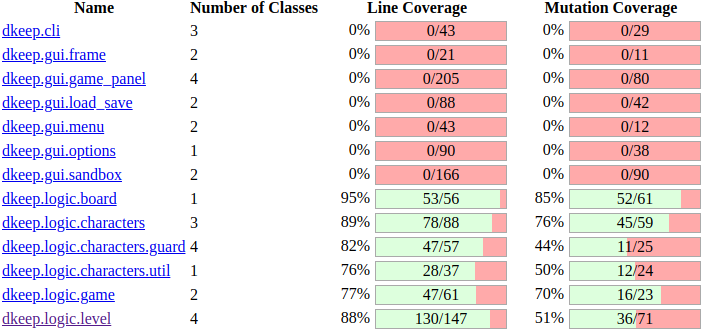 Name Number of Classes Line Coverage Mutation Coverage
dkeep.cli 3 0% 0/43 0% 0/29
dkeep.gui.frame 2 0% 0/21 0% 0/11
dkeep.gui.game_panel 4 0% 0/205 0% 0/80
dkeep.gui.load_save 2 0% 0/88 0% 0/42
dkeep.gui.menu 2 0% 0/43 0% 0/12
dkeep.gui.options 1 0% 0/90 0% 0/38
dkeep.gui.sandbox 2 0% 0/166 0% 0/90
dkeep.logic.board 1 95% 53/56 85% 52/61
dkeep.logic.characters 3 89% 78/88 76% 45/59
dkeep.logic.characters.guard 4 82% 47/57 44% 11/25
dkeep.logic.characters.util 1 76% 28/37 50% 12/24
dkeep.logic.game 2 77% 47/61 70% 16/23
dkeep.logic.level 4 88% 130/147 51% 36/71